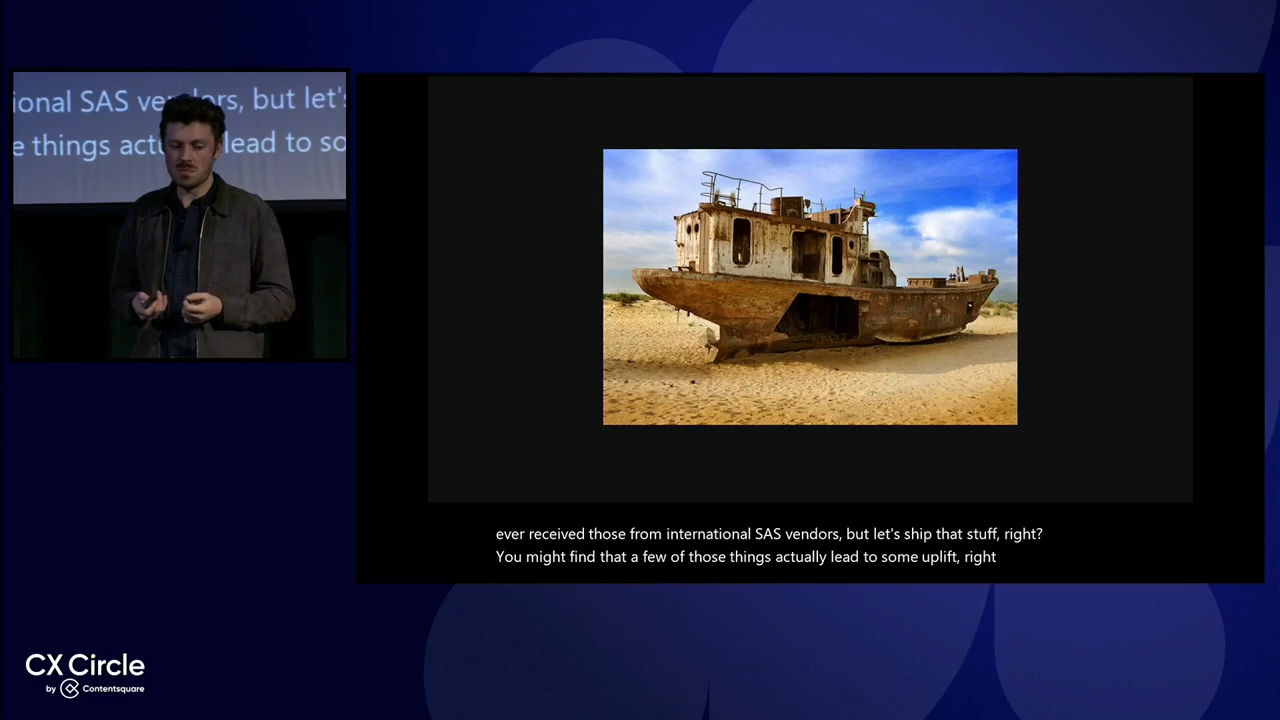 ional SAS vendors, but let's
e things actu lead to so
ever received those from international SAS vendors, but let's ship that stuff, right?
You might find that a few of those things actually lead to some uplift, right
CX Circle
by Contentsquare